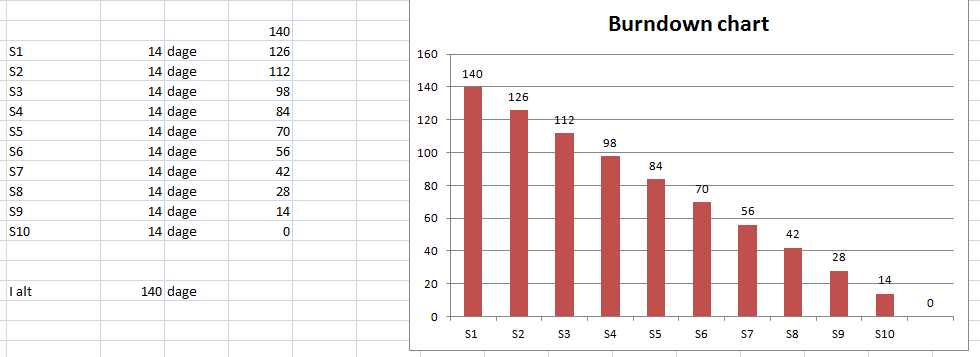 140
S1 14 dage 126
S2 14 dage 112
S3 14 dage 98
S4 14 dage 84
S5 14 dage 70
S6 14 dage 56
S7 14 dage 42
S8 14 dage 28
S9 14 dage 14
S10 14 dage 0
I alt 140 dage
Burndown chart
160
140
120
100
80
60
40
20
0
140
126
112
98
84
70
56
42
28
14
0
S1 S2 S3 S4 S5 S6 S7 S8 S9 S10